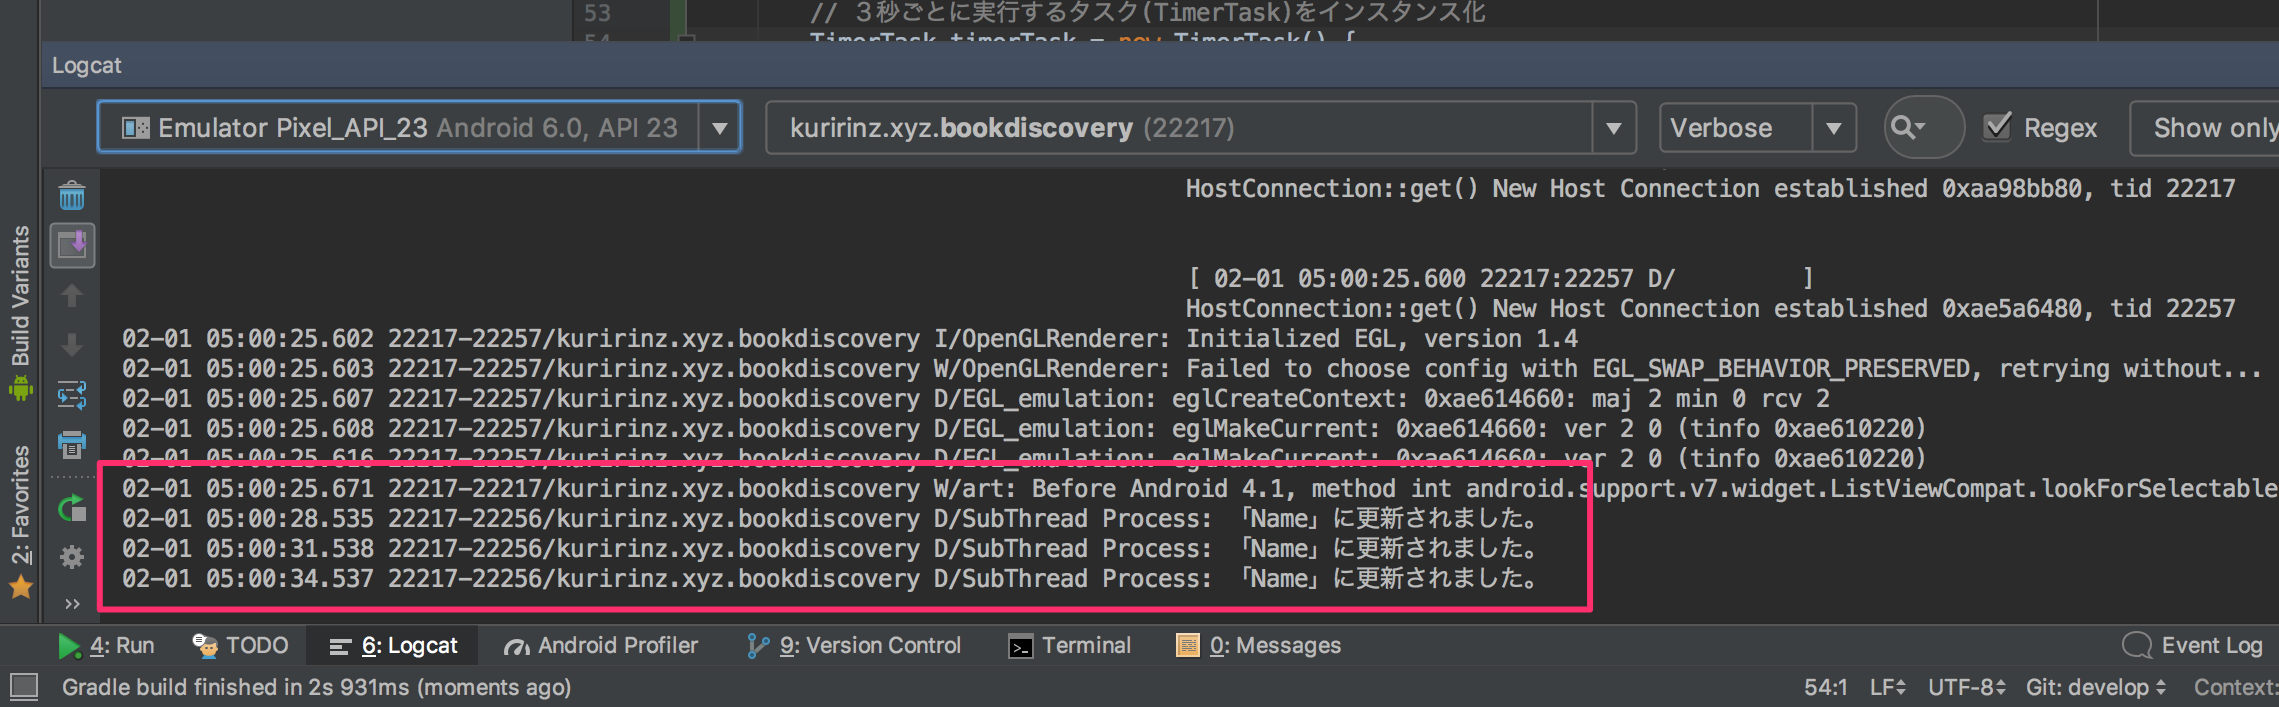 53 // ３秒ごとに実行するタスク(TimerTask)をインスタンス化
54 TimerTask timerTask = new TimerTask() {
Logcat
Emulator Pixel_API_23 Android 6.0, API 23
kuririnz.xyz.bookdiscovery (22217)
Verbose
Regex
Show only
HostConnection::get() New Host Connection established 0xaa98bb80, tid 22217
[ 02-01 05:00:25.600 22217:22257 D/ ]
HostConnection::get() New Host Connection established 0xae5a6480, tid 22257
02-01 05:00:25.602 22217-22257/kuririnz.xyz.bookdiscovery I/OpenGLRenderer: Initialized EGL, version 1.4
02-01 05:00:25.603 22217-22257/kuririnz.xyz.bookdiscovery W/OpenGLRenderer: Failed to choose config with EGL_SWAP_BEHAVIOR_PRESERVED, retrying without...
02-01 05:00:25.607 22217-22257/kuririnz.xyz.bookdiscovery D/EGL_emulation: eglCreateContext: 0xae614660: maj 2 min 0 rcv 2
02-01 05:00:25.608 22217-22257/kuririnz.xyz.bookdiscovery D/EGL_emulation: eglMakeCurrent: 0xae614660: ver 2 0 (tinfo 0xae610220)
02-01 05:00:25.616 22217-22257/kuririnz.xyz.bookdiscovery D/EGL_emulation: eglMakeCurrent: 0xae614660: ver 2 0 (tinfo 0xae610220)
02-01 05:00:25.671 22217-22217/kuririnz.xyz.bookdiscovery W/art: Before Android 4.1, method int android.support.v7.widget.ListViewCompat.lookForSelectable
02-01 05:00:28.535 22217-22256/kuririnz.xyz.bookdiscovery D/SubThread Process: 「Name」に更新されました。
02-01 05:00:31.538 22217-22256/kuririnz.xyz.bookdiscovery D/SubThread Process: 「Name」に更新されました。
02-01 05:00:34.537 22217-22256/kuririnz.xyz.bookdiscovery D/SubThread Process: 「Name」に更新されました。
Build Variants
2: Favorites
4: Run
TODO
6: Logcat
Android Profiler
9: Version Control
Terminal
0: Messages
Event Log
Gradle build finished in 2s 931ms (moments ago)
54:1
LF
UTF-8
Git: develop
Context: